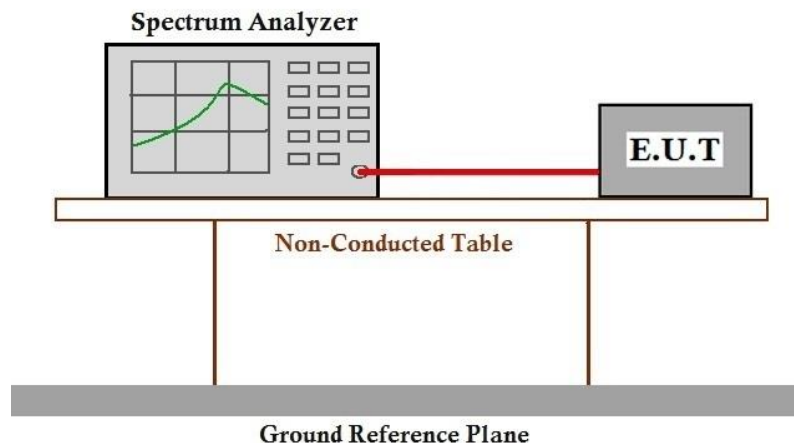 Spectrum Analyzer
E.U.T
Non-Conducted Table
Ground Reference Plane